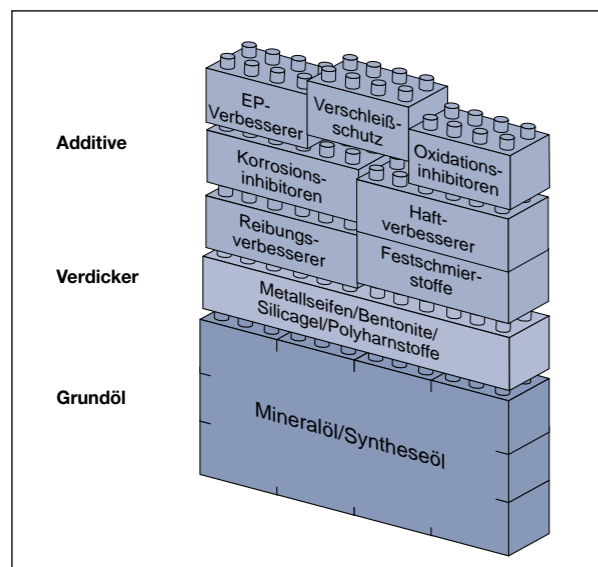 Additive
EP-
Verbesserer
Verschleiß-
schutz
Oxidations-
inhibitoren
Korrosions-
inhibitoren
Haft-
verbesserer
Reibungs-
verbesserer
Festschmier-
stoffe
Verdicker
Metallseifen/Bentonite/
Silicagel/Polyharnstoffe
Grundöl
Mineralöl/Syntheseöl